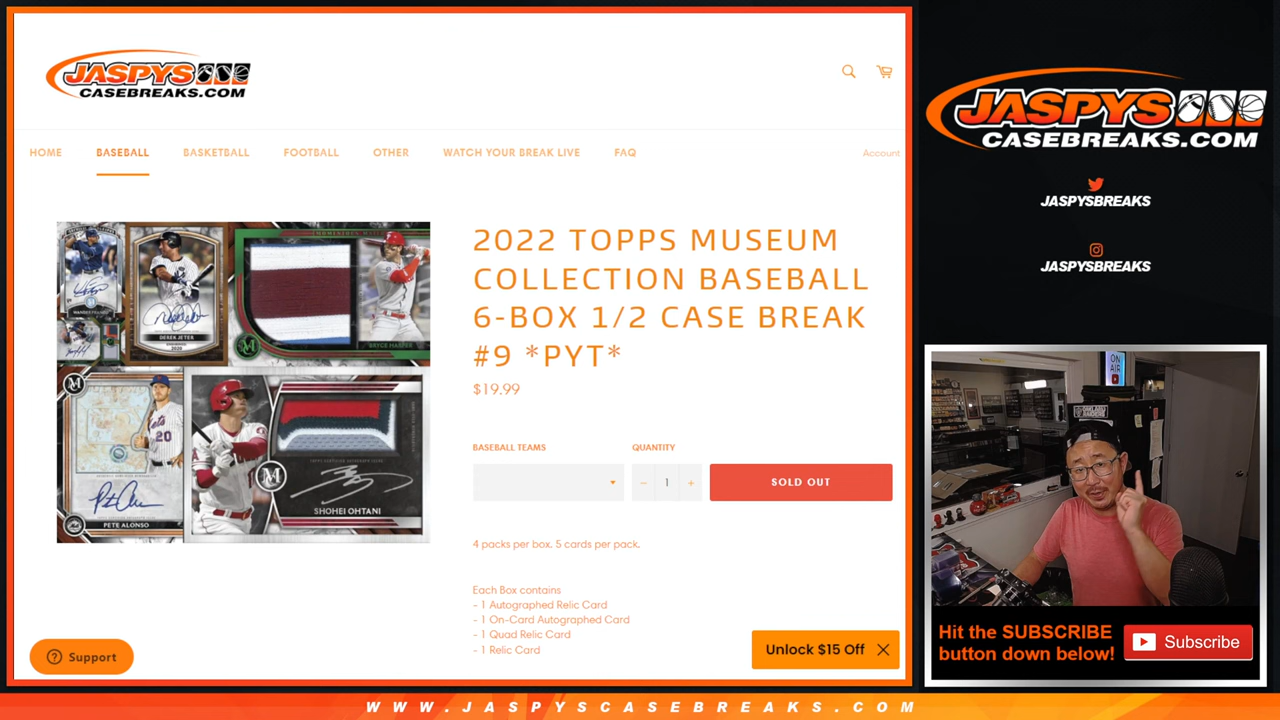 JASPYS
CASEBREAKS.COM
HOME
BASEBALL
BASKETBALL
FOOTBALL
OTHER
WATCH YOUR BREAK LIVE
FAQ
Account
2022 TOPPS MUSEUM
COLLECTION BASEBALL
6-BOX 1/2 CASE BREAK
#9 *PYT*
$19.99
BASEBALL TEAMS
QUANTITY
− 1 +
SOLD OUT
4 packs per box. 5 cards per pack.
Each Box contains
- 1 Autographed Relic Card
- 1 On-Card Autographed Card
- 1 Quad Relic Card
- 1 Relic Card
DEREK JETER
BRYCE HARPER
PETE ALONSO
SHOHEI OHTANI
Support
Unlock $15 Off
JASPYS
CASEBREAKS.COM
JASPYSBREAKS
JASPYSBREAKS
ON
AIR
Hit the SUBSCRIBE
button down below!
Subscribe
WWW.JASPYSCASEBREAKS.COM